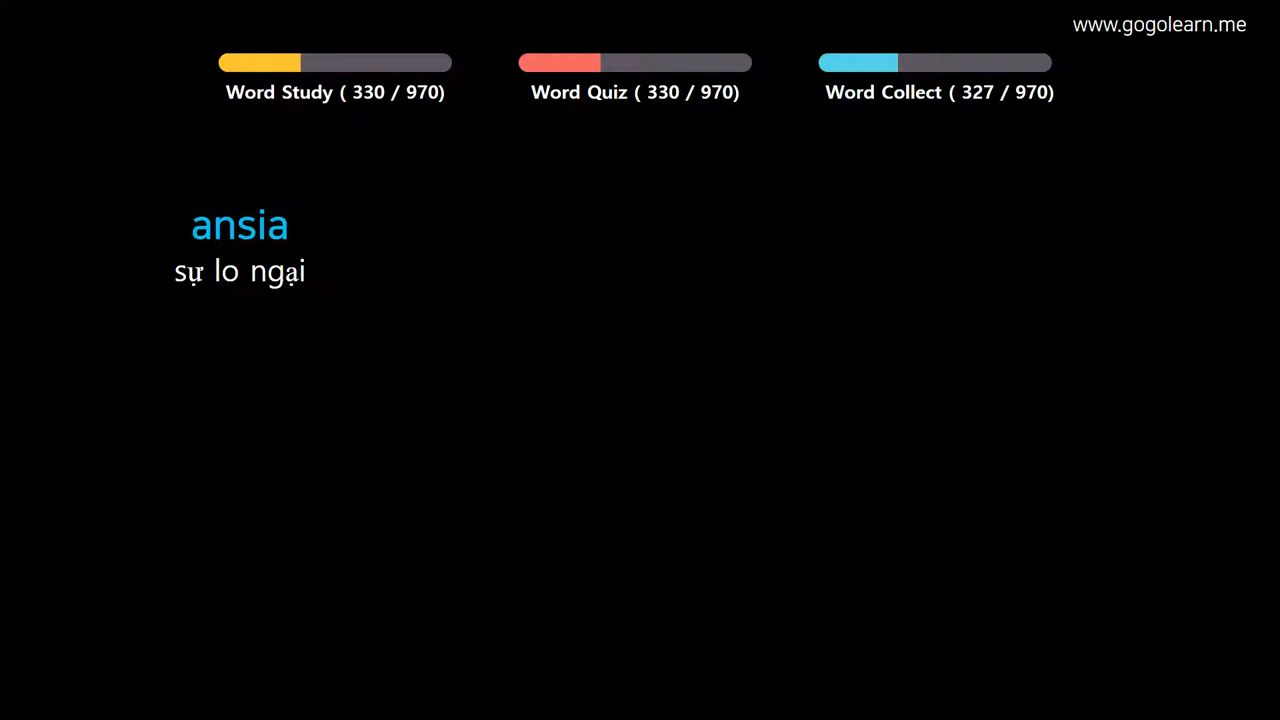 www.gogolearn.me
Word Study ( 330 / 970)
Word Quiz ( 330 / 970)
Word Collect ( 327 / 970)
ansia
sự lo ngại